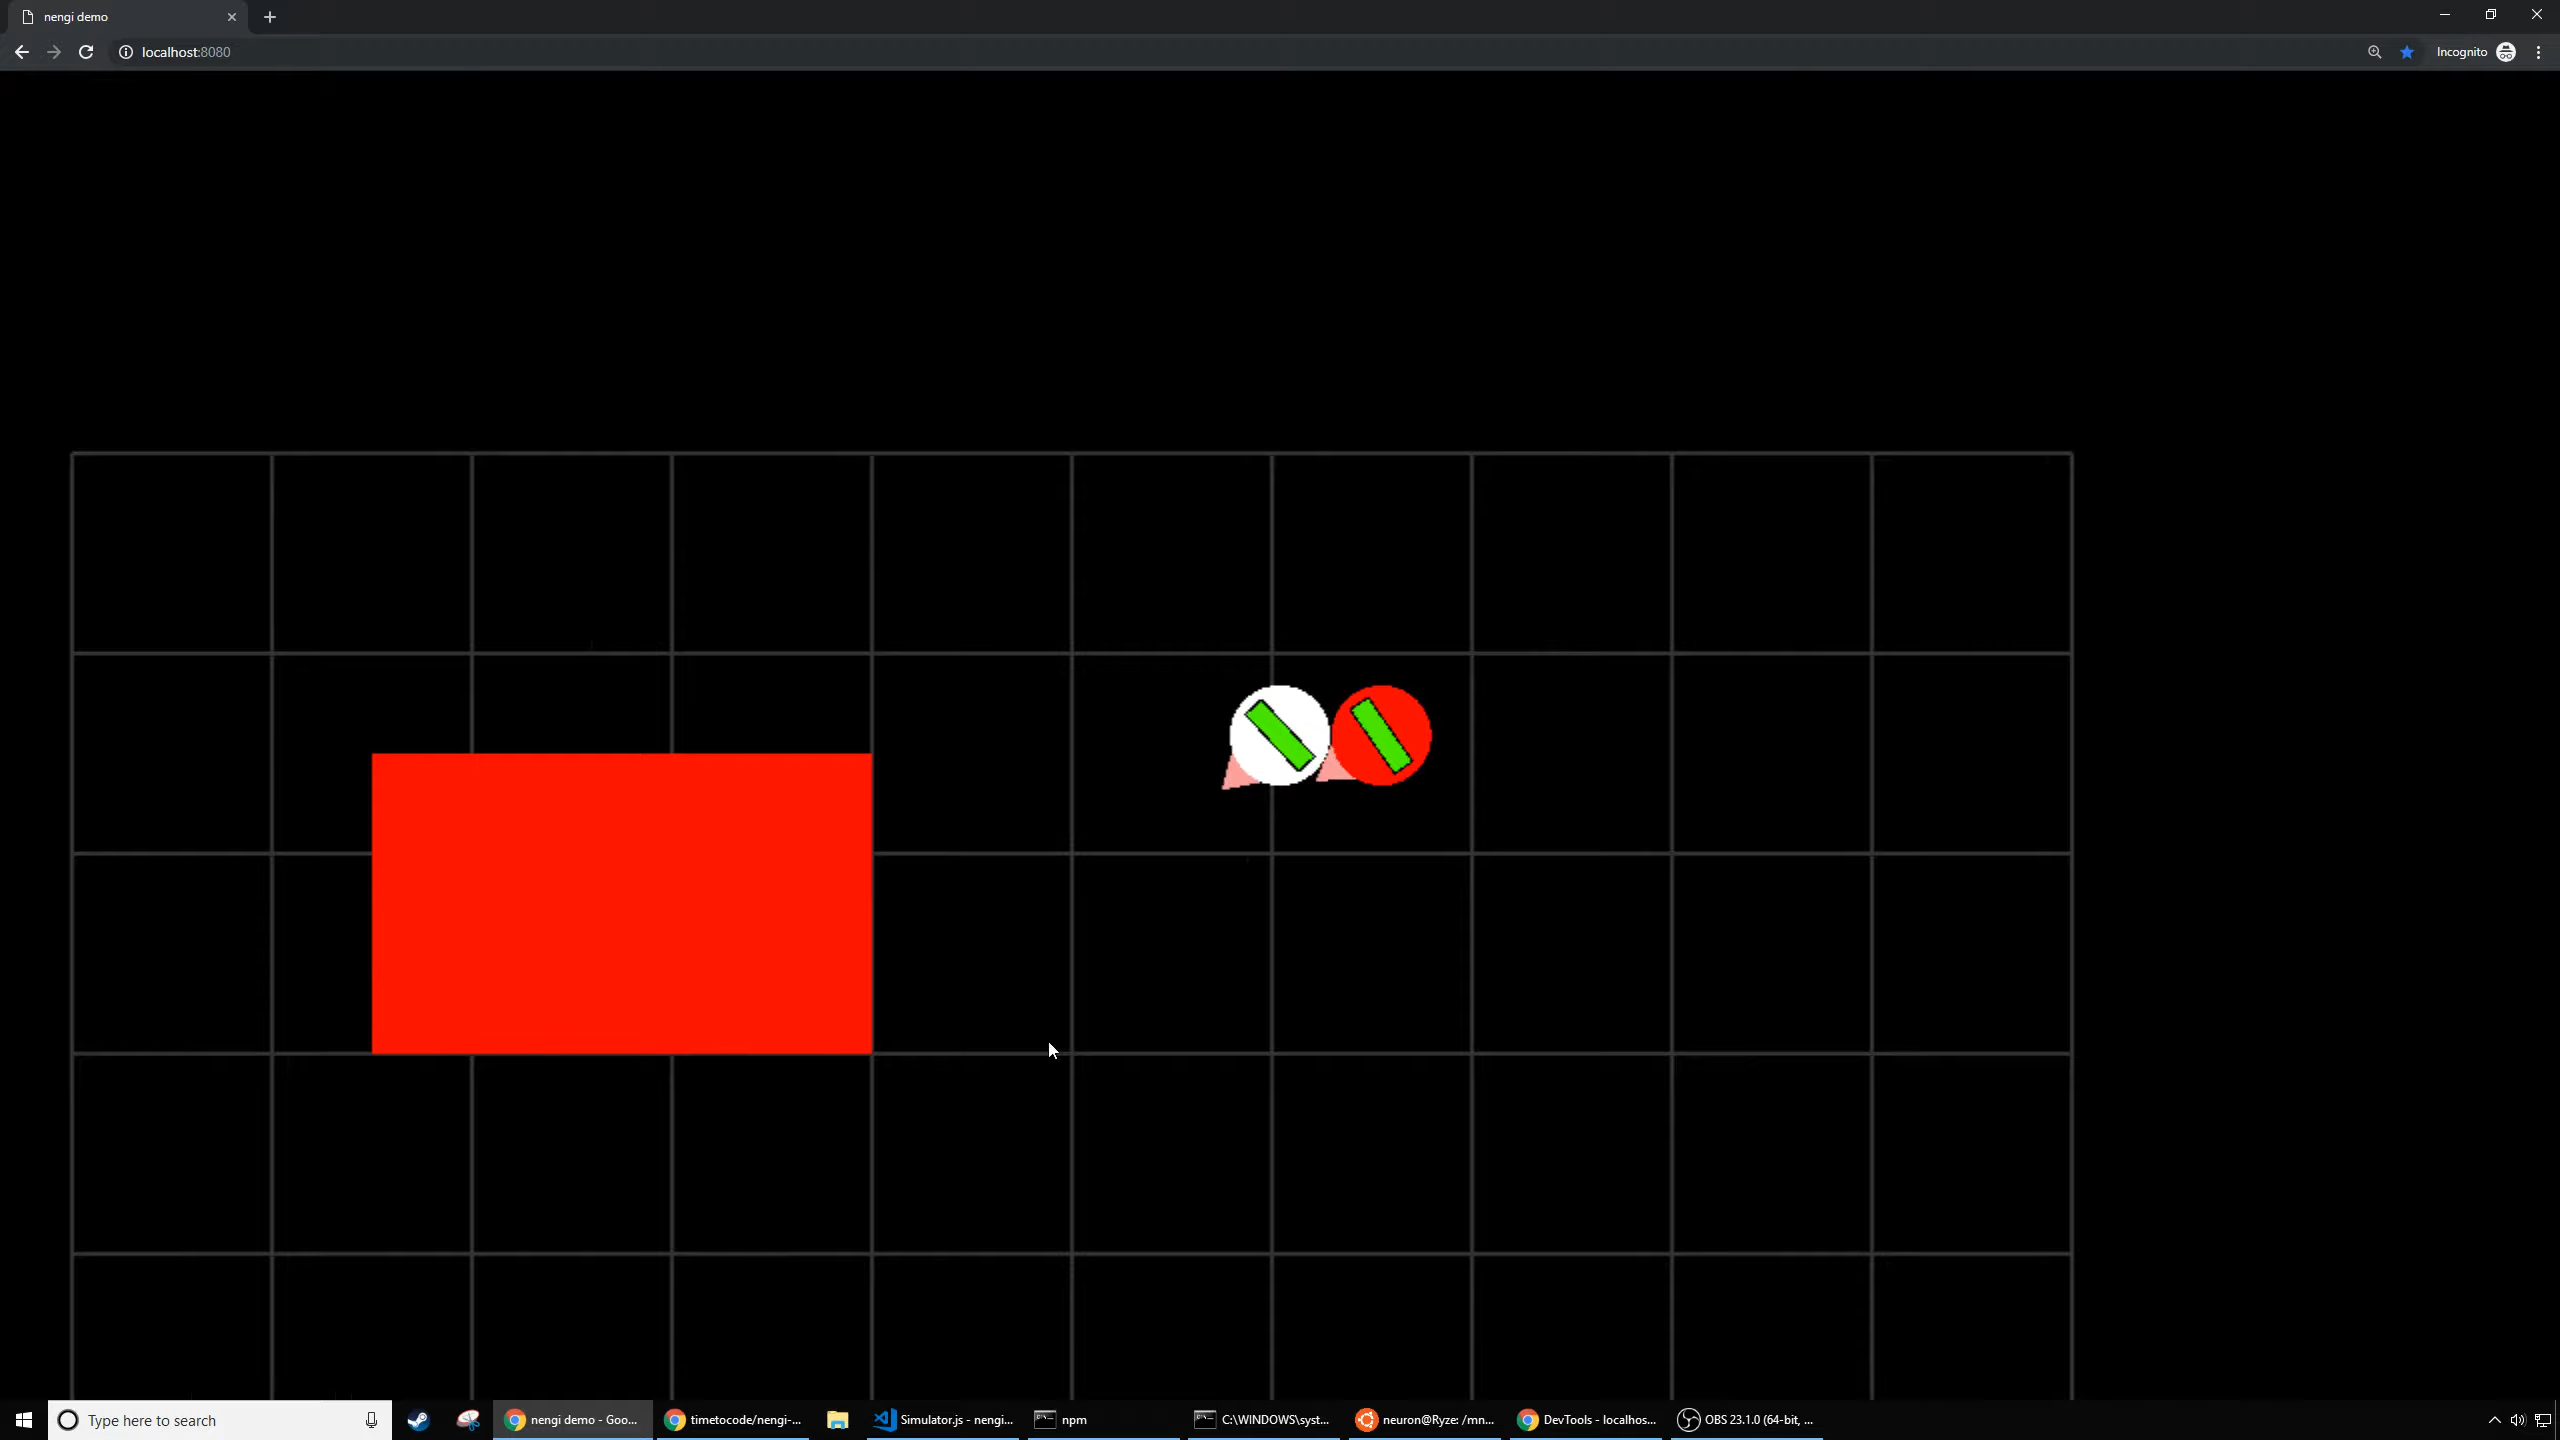 nengi demo
localhost:8080
Incognito
Type here to search
nengi demo - Goo...
timetocode/nengi-...
Simulator.js - nengi...
npm
C:\WINDOWS\syst...
neuron@Ryze: /mn...
DevTools - localhos...
OBS 23.1.0 (64-bit, ...